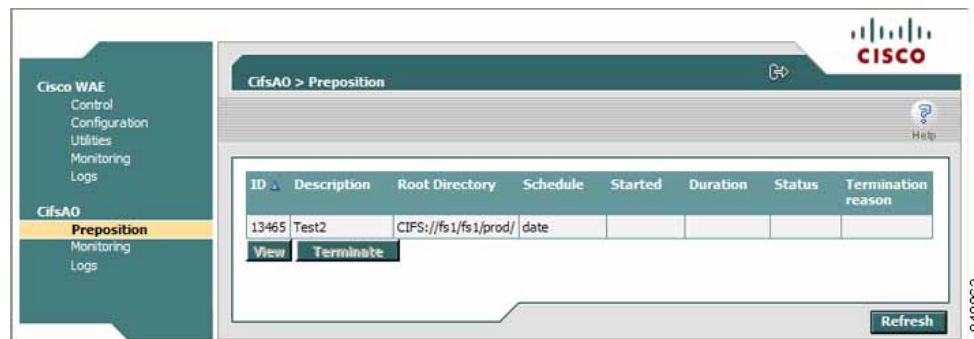 CISCO
Cisco WAE
Control
Configuration
Utilities
Monitoring
Logs
CifsAO
Preposition
Monitoring
Logs
CifsAO > Preposition
Help
ID Description Root Directory Schedule Started Duration Status Termination reason
13465 Test2 CIFS://fs1/fs1/prod/ date
View Terminate
Refresh